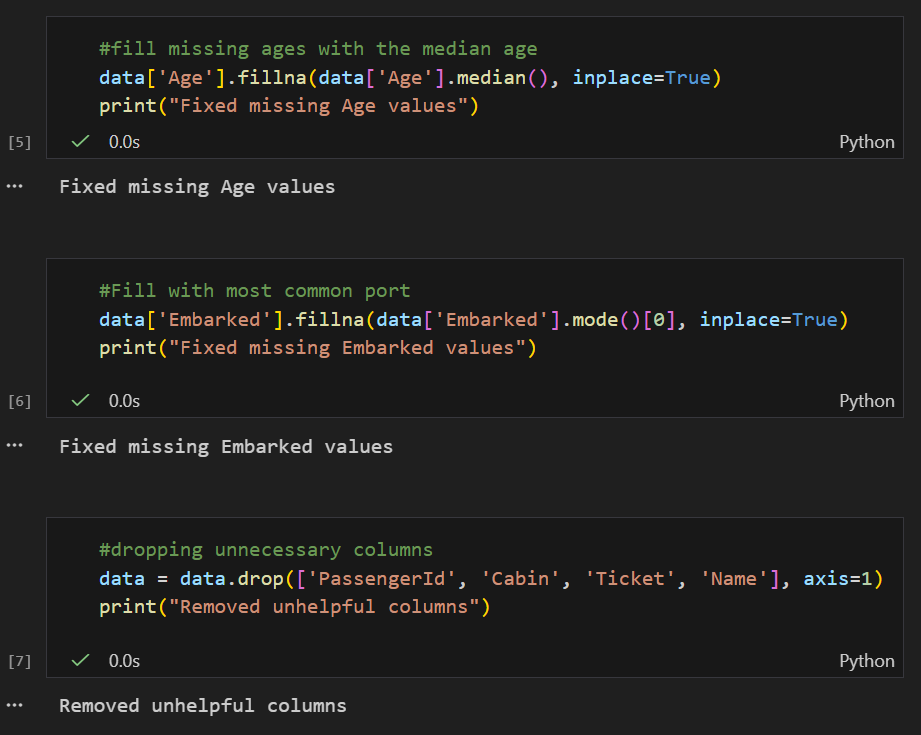 #fill missing ages with the median age
data['Age'].fillna(data['Age'].median(), inplace=True)
print("Fixed missing Age values")
[5]
0.0s
Python
Fixed missing Age values
#Fill with most common port
data['Embarked'].fillna(data['Embarked'].mode()[0], inplace=True)
print("Fixed missing Embarked values")
[6]
0.0s
Python
Fixed missing Embarked values
#dropping unnecessary columns
data = data.drop(['PassengerId', 'Cabin', 'Ticket', 'Name'], axis=1)
print("Removed unhelpful columns")
[7]
0.0s
Python
Removed unhelpful columns